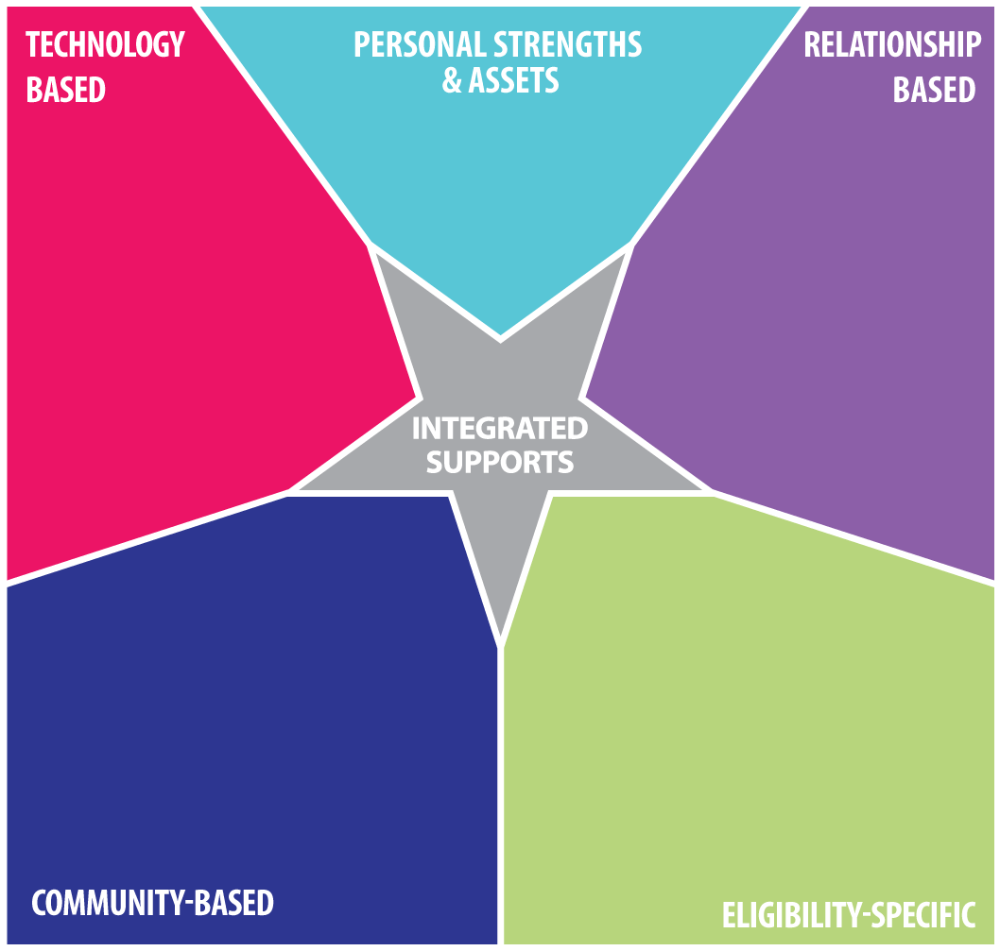 TECHNOLOGY
BASED
PERSONAL STRENGTHS
& ASSETS
RELATIONSHIP
BASED
INTEGRATED
SUPPORTS
COMMUNITY-BASED
ELIGIBILITY-SPECIFIC